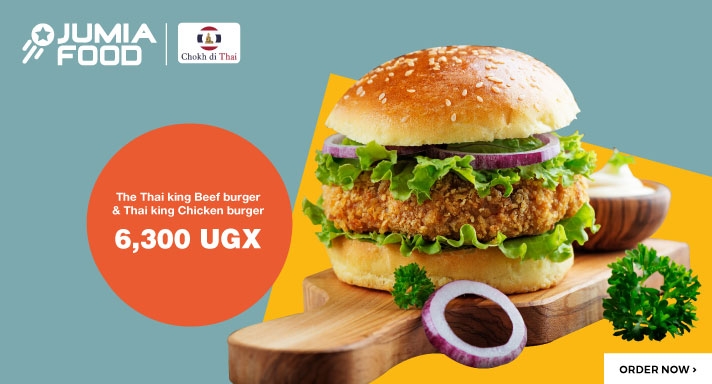 JUMIA
FOOD
Chokh di Thai
The Thai king Beef burger
& Thai king Chicken burger
6,300 UGX
ORDER NOW ›